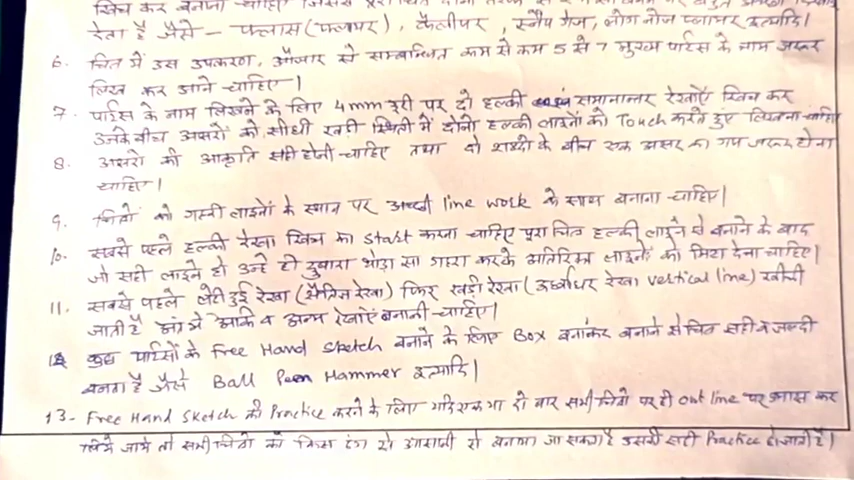 खिंच कर बनाना चाहिए जिससे
देता है जैसे - प्लास (प्लायर), कैलीपर, स्नैप गेज, लोंग नोज प्लायर इत्यादि।
6. चित्र में उस उपकरण, औजार से सम्बन्धित कम से कम 5 से 7 मुख्य पार्टस के नाम जरूर
लिख कर आने चाहिए।
7. पार्टस के नाम लिखने के लिए 4mm दूरी पर दो हल्की समानान्तर रेखाएँ खिंच कर
उनके बीच अक्षरों को सीधी खड़ी स्थिती में दोनों हल्की लाइनों को Touch करते हुए लिखना चाहिए
8. अक्षरो की आकृति सही होनी चाहिए तथा दो शब्दों के बीच एक अक्षर का गैप जरूर होना
चाहिए।
9. चित्रों को गन्दी लाइनों के स्थान पर अच्छी line work के साथ बनाना चाहिए।
10. सबसे पहले हल्की रेखा खिंच का start करना चाहिए पूरा चित्र हल्की लाइन से बनाने के बाद
जो सही लाइन हो उन्हें ही दुबारा थोड़ा सा गहरा करके अतिरिक्त लाइनों को मिटा देना चाहिए।
11. सबसे पहले लेटी हुई रेखा (क्षैतिज रेखा) फिर खड़ी रेखा (ऊर्ध्वाधर रेखा vertical line) खींची
जाती है अंत में आर्क व अन्य रेखाएं बनानी चाहिए।
12 कुछ पार्टसों के Free Hand Sketch बनाने के लिए Box बनाकर बनाने से चित्र सही व जल्दी
बनता है जैसे Ball Peen Hammer इत्यादि।
13- Free Hand Sketch की Practice करने के लिए यदि एक या दो बार सभी चित्रो पर ही out line पर अभ्यास कर
लिये जाये तो सभी चित्रो को किस ढंग से आसानी से बनाया जा सकता है उसकी सही Practice हो जाती है।